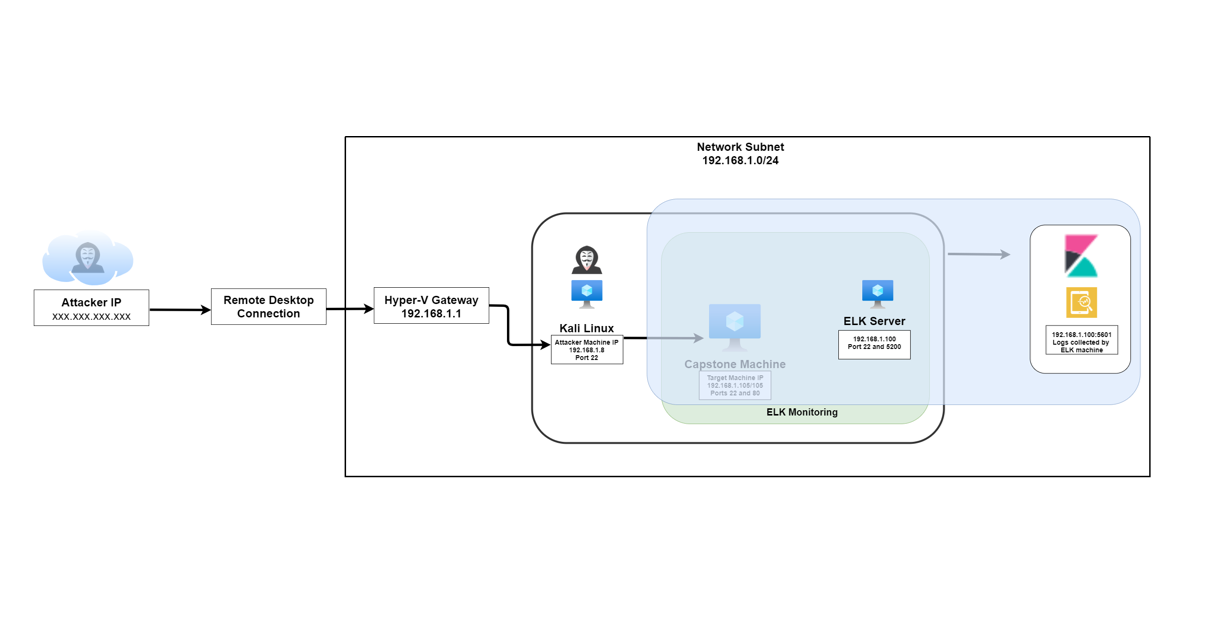 Network Subnet
192.168.1.0/24
Attacker IP
xxx.xxx.xxx.xxx
Remote Desktop
Connection
Hyper-V Gateway
192.168.1.1
Kali Linux
Attacker Machine IP
192.168.1.8
Port 22
Capstone Machine
Target Machine IP
192.168.1.105/105
Ports 22 and 80
ELK Server
192.168.1.100
Port 22 and 5200
ELK Monitoring
192.168.1.100:5601
Logs collected by
ELK machine